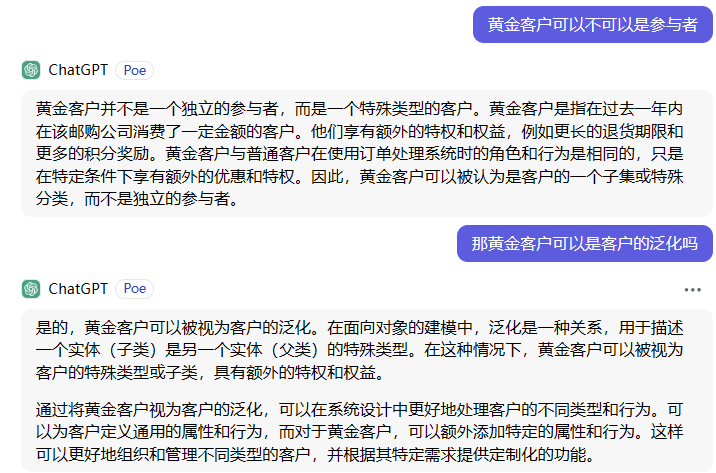 黄金客户可以不可以是参与者
ChatGPT Poe
黄金客户并不是一个独立的参与者，而是一个特殊类型的客户。黄金客户是指在过去一年内
在该邮购公司消费了一定金额的客户。他们享有额外的特权和权益，例如更长的退货期限和
更多的积分奖励。黄金客户与普通客户在使用订单处理系统时的角色和行为是相同的，只是
在特定条件下享有额外的优惠和特权。因此，黄金客户可以被认为是客户的一个子集或特殊
分类，而不是独立的参与者。
那黄金客户可以是客户的泛化吗
ChatGPT Poe
是的，黄金客户可以被视为客户的泛化。在面向对象的建模中，泛化是一种关系，用于描述
一个实体（子类）是另一个实体（父类）的特殊类型。在这种情况下，黄金客户可以被视为
客户的特殊类型或子类，具有额外的特权和权益。
通过将黄金客户视为客户的泛化，可以在系统设计中更好地处理客户的不同类型和行为。可
以为客户定义通用的属性和行为，而对于黄金客户，可以额外添加特定的属性和行为。这样
可以更好地组织和管理不同类型的客户，并根据其特定需求提供定制化的功能。